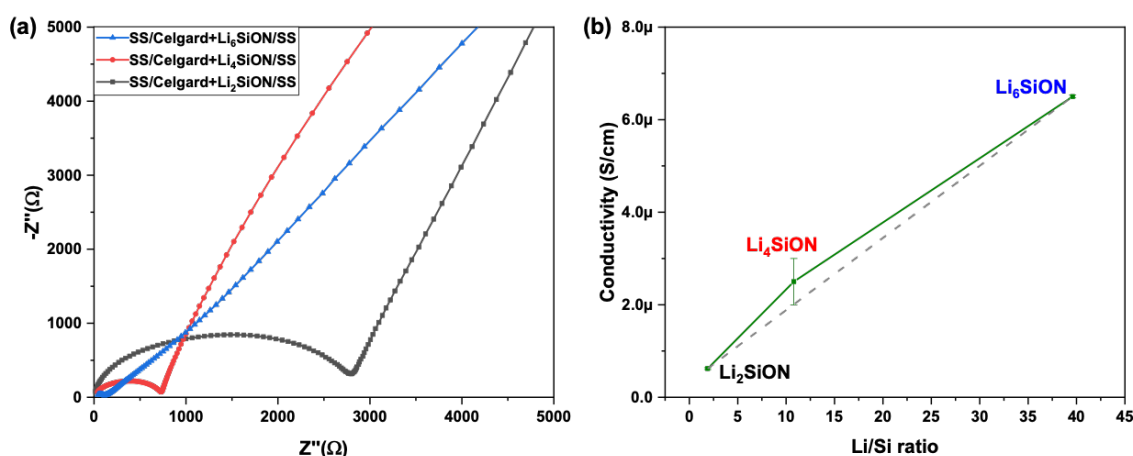 (a)
5000
4000
3000
2000
1000
0
-Z''(Ω)
SS/Celgard+Li₆SiON/SS
SS/Celgard+Li₄SiON/SS
SS/Celgard+Li₂SiON/SS
0 1000 2000 3000 4000 5000
Z''(Ω)
(b)
8.0µ
6.0µ
4.0µ
2.0µ
0.0
Conductivity (S/cm)
Li₆SiON
Li₄SiON
Li₂SiON
0 5 10 15 20 25 30 35 40 45
Li/Si ratio